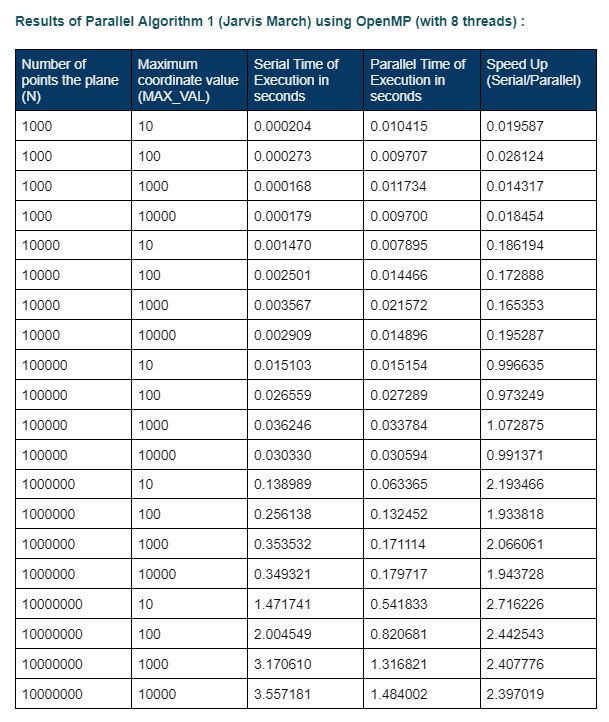 Results of Parallel Algorithm 1 (Jarvis March) using OpenMP (with 8 threads) :
Number of points the plane (N) Maximum coordinate value (MAX_VAL) Serial Time of Execution in seconds Parallel Time of Execution in seconds Speed Up (Serial/Parallel)
1000 10 0.000204 0.010415 0.019587
1000 100 0.000273 0.009707 0.028124
1000 1000 0.000168 0.011734 0.014317
1000 10000 0.000179 0.009700 0.018454
10000 10 0.001470 0.007895 0.186194
10000 100 0.002501 0.014466 0.172888
10000 1000 0.003567 0.021572 0.165353
10000 10000 0.002909 0.014896 0.195287
100000 10 0.015103 0.015154 0.996635
100000 100 0.026559 0.027289 0.973249
100000 1000 0.036246 0.033784 1.072875
100000 10000 0.030330 0.030594 0.991371
1000000 10 0.138989 0.063365 2.193466
1000000 100 0.256138 0.132452 1.933818
1000000 1000 0.353532 0.171114 2.066061
1000000 10000 0.349321 0.179717 1.943728
10000000 10 1.471741 0.541833 2.716226
10000000 100 2.004549 0.820681 2.442543
10000000 1000 3.170610 1.316821 2.407776
10000000 10000 3.557181 1.484002 2.397019